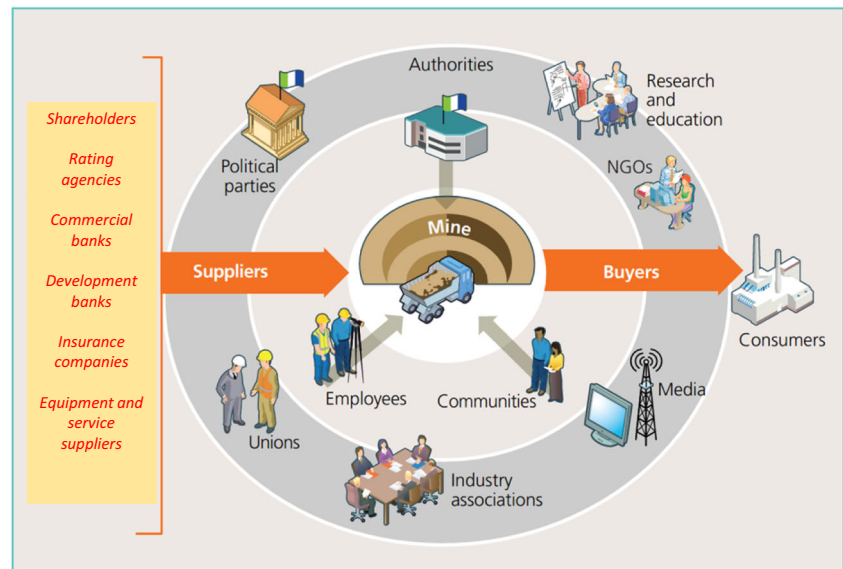 Shareholders
Rating
agencies
Commercial
banks
Development
banks
Insurance
companies
Equipment and
service
suppliers
Authorities
Political
parties
Research
and
education
NGOs
Mine
Suppliers
Buyers
Consumers
Employees
Communities
Media
Unions
Industry
associations